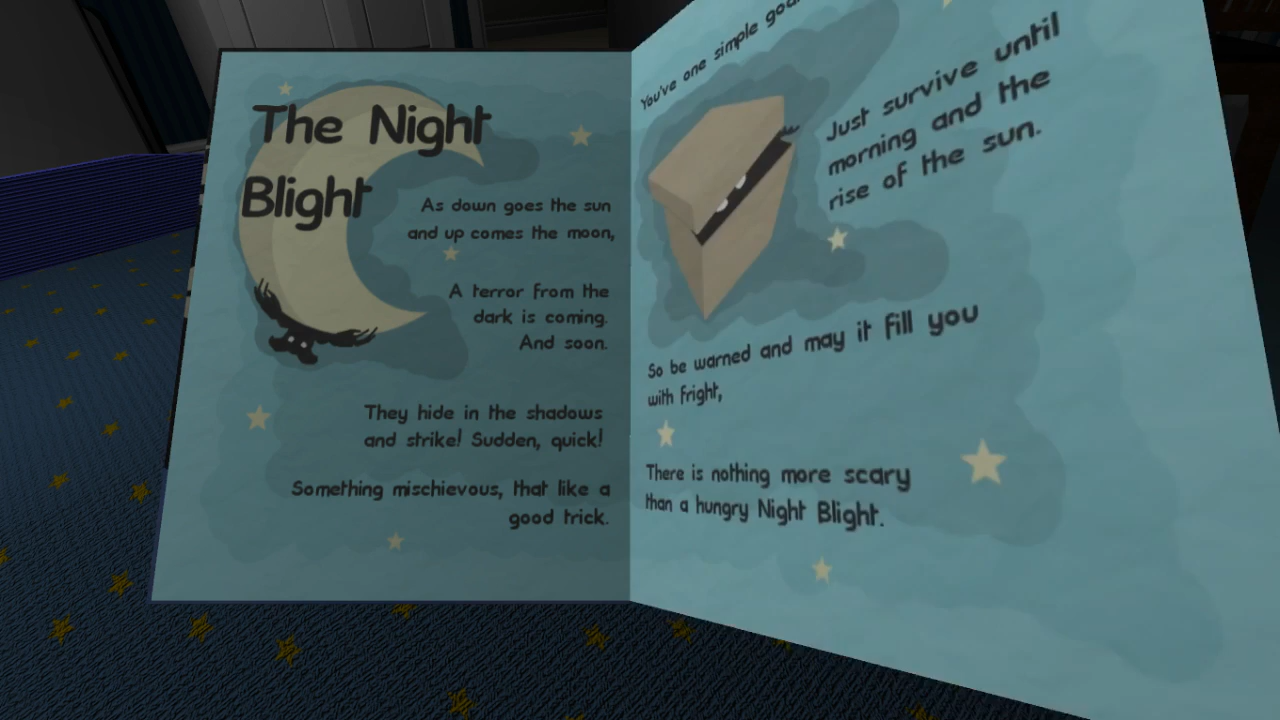 The Night
Blight
As down goes the sun
and up comes the moon,
A terror from the
dark is coming.
And soon.
They hide in the shadows
and strike! Sudden, quick!
Something mischievous, that like a
good trick.
You've one simple goal
Just survive until
morning and the
rise of the sun.
So be warned and may it fill you
with fright,
There is nothing more scary
than a hungry Night Blight.